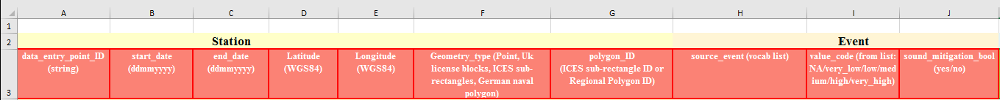 A B C D E F G H I J
1
2 Station Event
data_entry_point_ID start_date end_date Latitude Longitude Geometry_type (Point, Uk polygon_ID source_event (vocab list) value_code (from list: sound_mitigation_bool
(string) (ddmmyyyy) (ddmmyyyy) (WGS84) (WGS84) license blocks, ICES sub- (ICES sub-rectangle ID or NA/very_low/low/med (yes/no)
rectangles, German naval Regional Polygon ID) ium/high/very_high)
3 polygon)